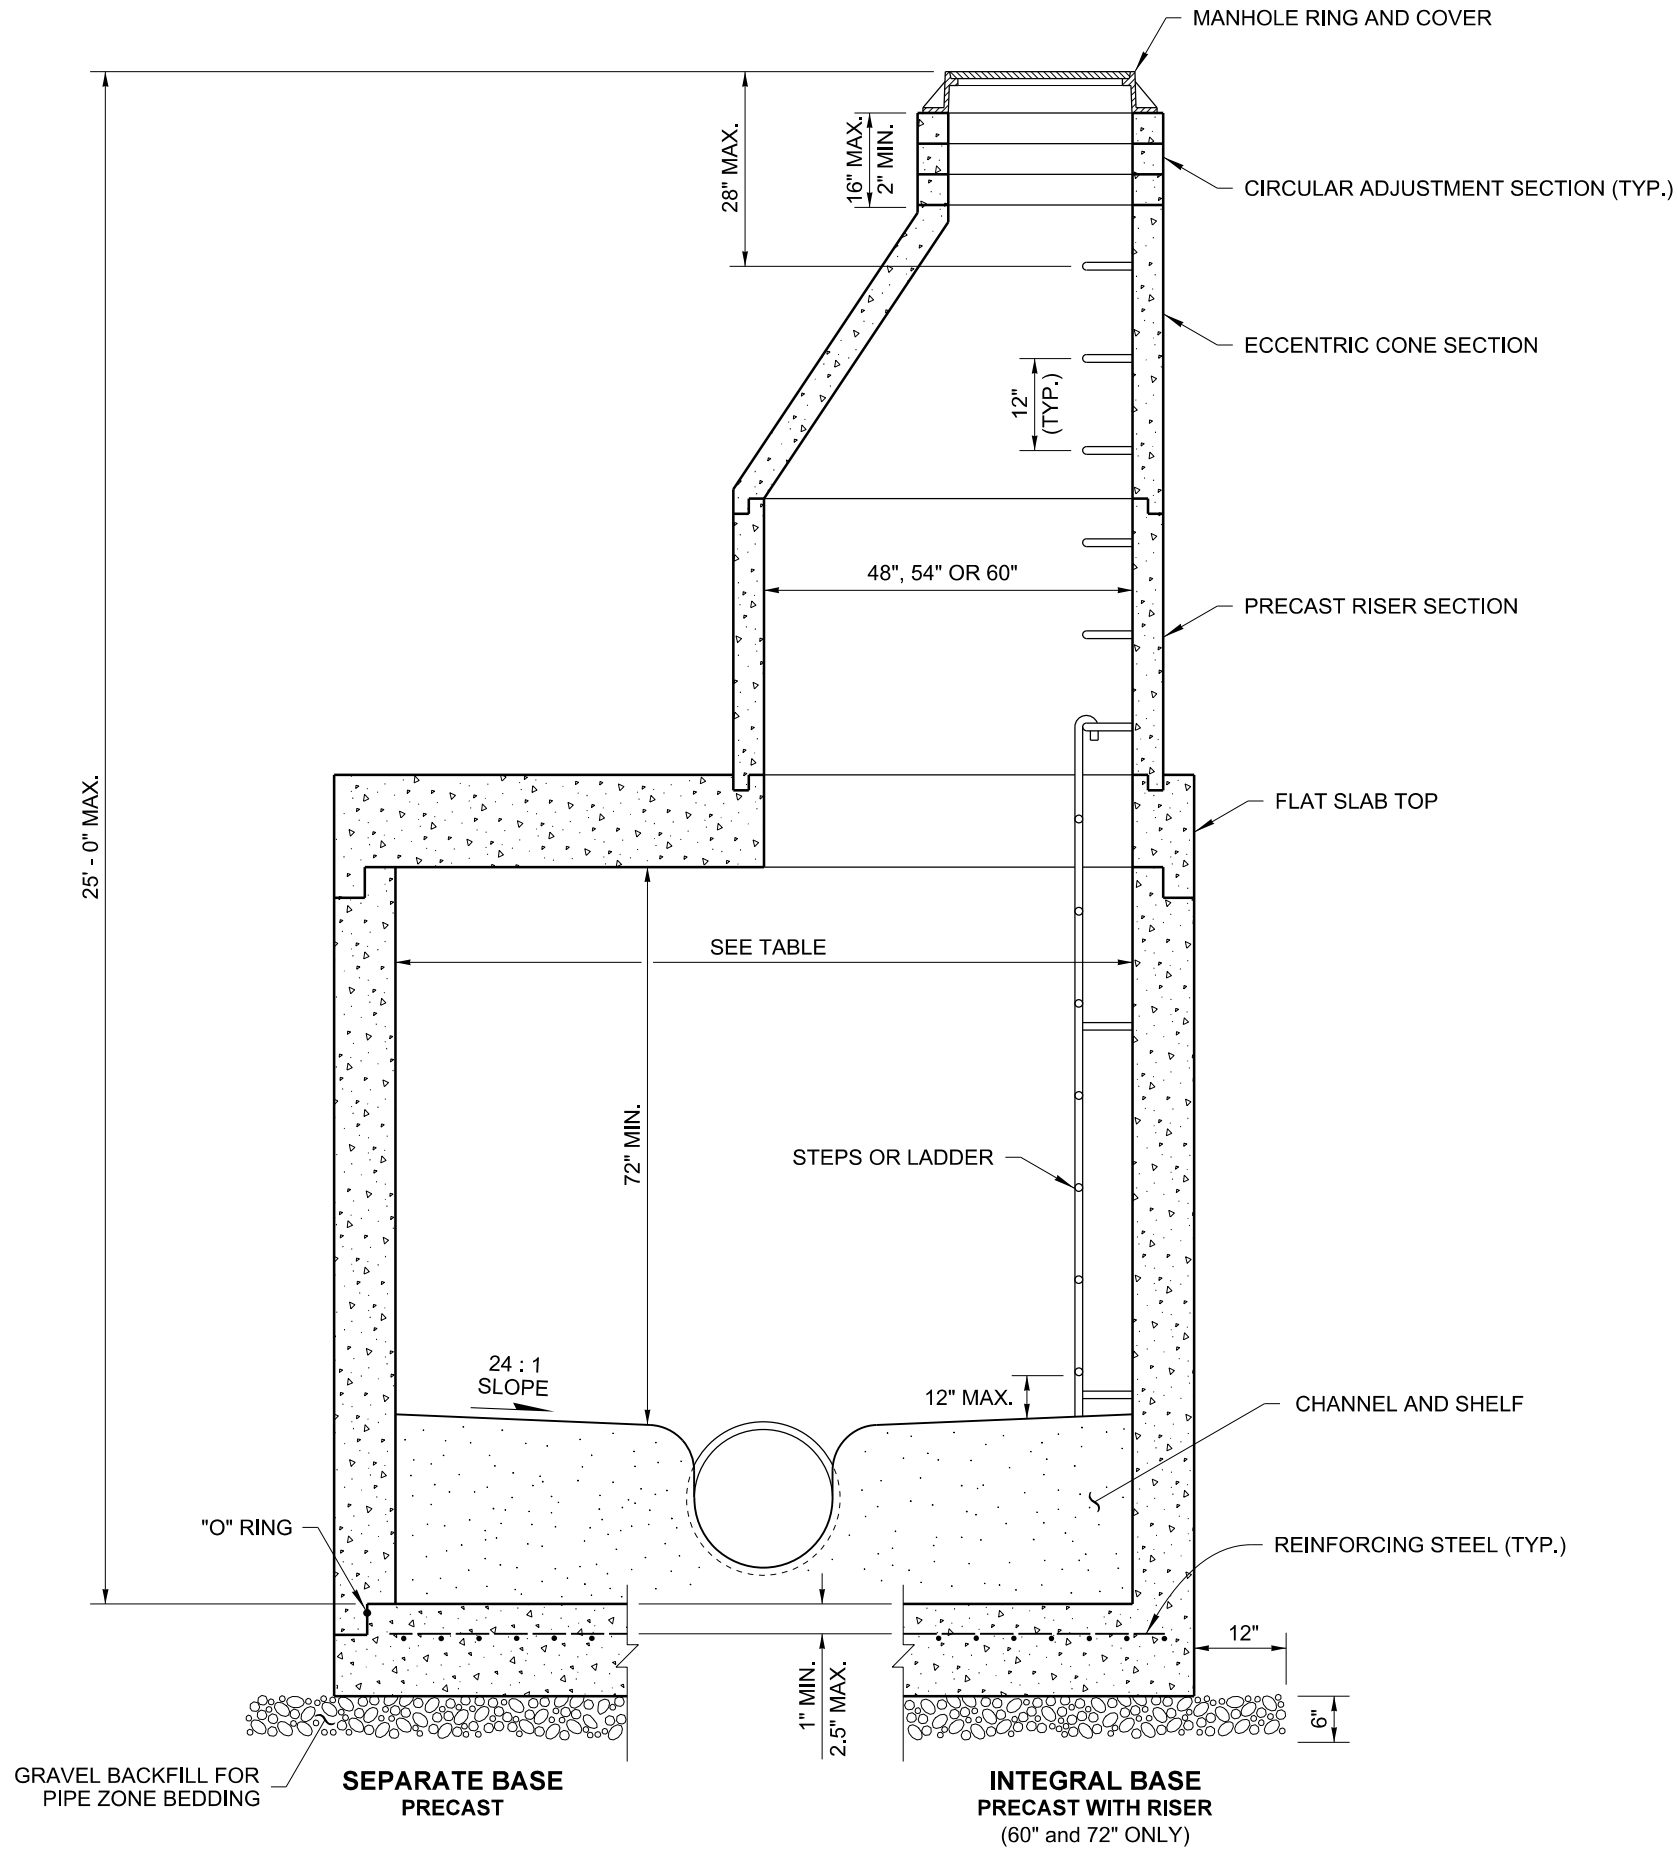 MANHOLE RING AND COVER
28" MAX.
16" MAX.
2" MIN.
CIRCULAR ADJUSTMENT SECTION (TYP.)
ECCENTRIC CONE SECTION
12"
(TYP.)
48", 54" OR 60"
PRECAST RISER SECTION
25' - 0" MAX.
FLAT SLAB TOP
SEE TABLE
72" MIN.
STEPS OR LADDER
24 : 1
SLOPE
12" MAX.
CHANNEL AND SHELF
"O" RING
REINFORCING STEEL (TYP.)
12"
1" MIN.
2.5" MAX.
6"
GRAVEL BACKFILL FOR
PIPE ZONE BEDDING
SEPARATE BASE
PRECAST
INTEGRAL BASE
PRECAST WITH RISER
(60" and 72" ONLY)